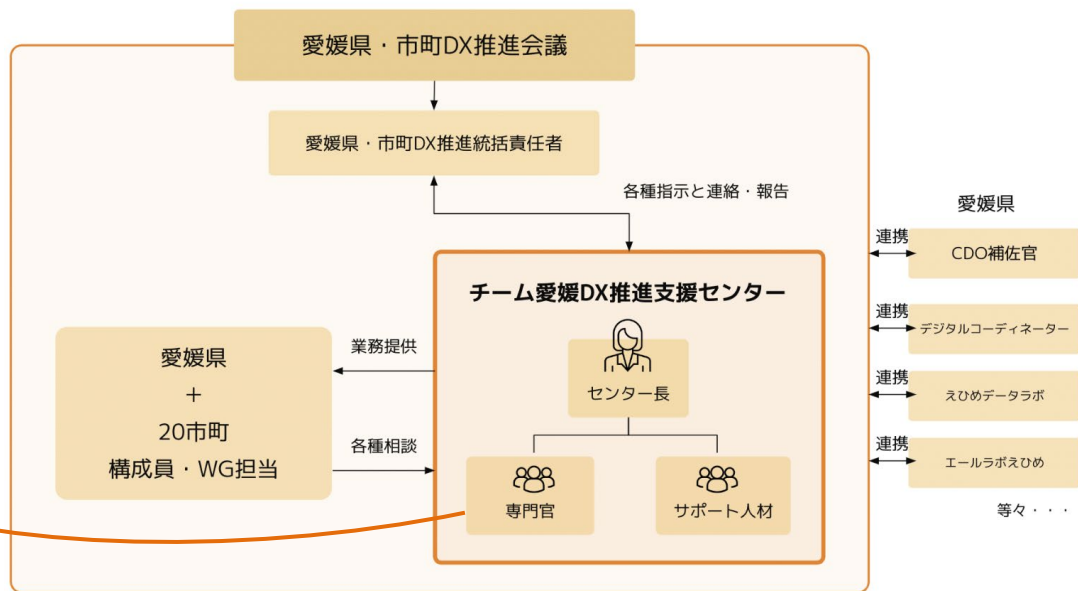 愛媛県・市町DX推進会議
愛媛県・市町DX推進統括責任者
各種指示と連絡・報告
チーム愛媛DX推進支援センター
センター長
専門官
サポート人材
業務提供
各種相談
愛媛県
+
20市町
構成員・WG担当
愛媛県
連携
CDO補佐官
連携
デジタルコーディネーター
連携
えひめデータラボ
連携
エールラボえひめ
等々・・・